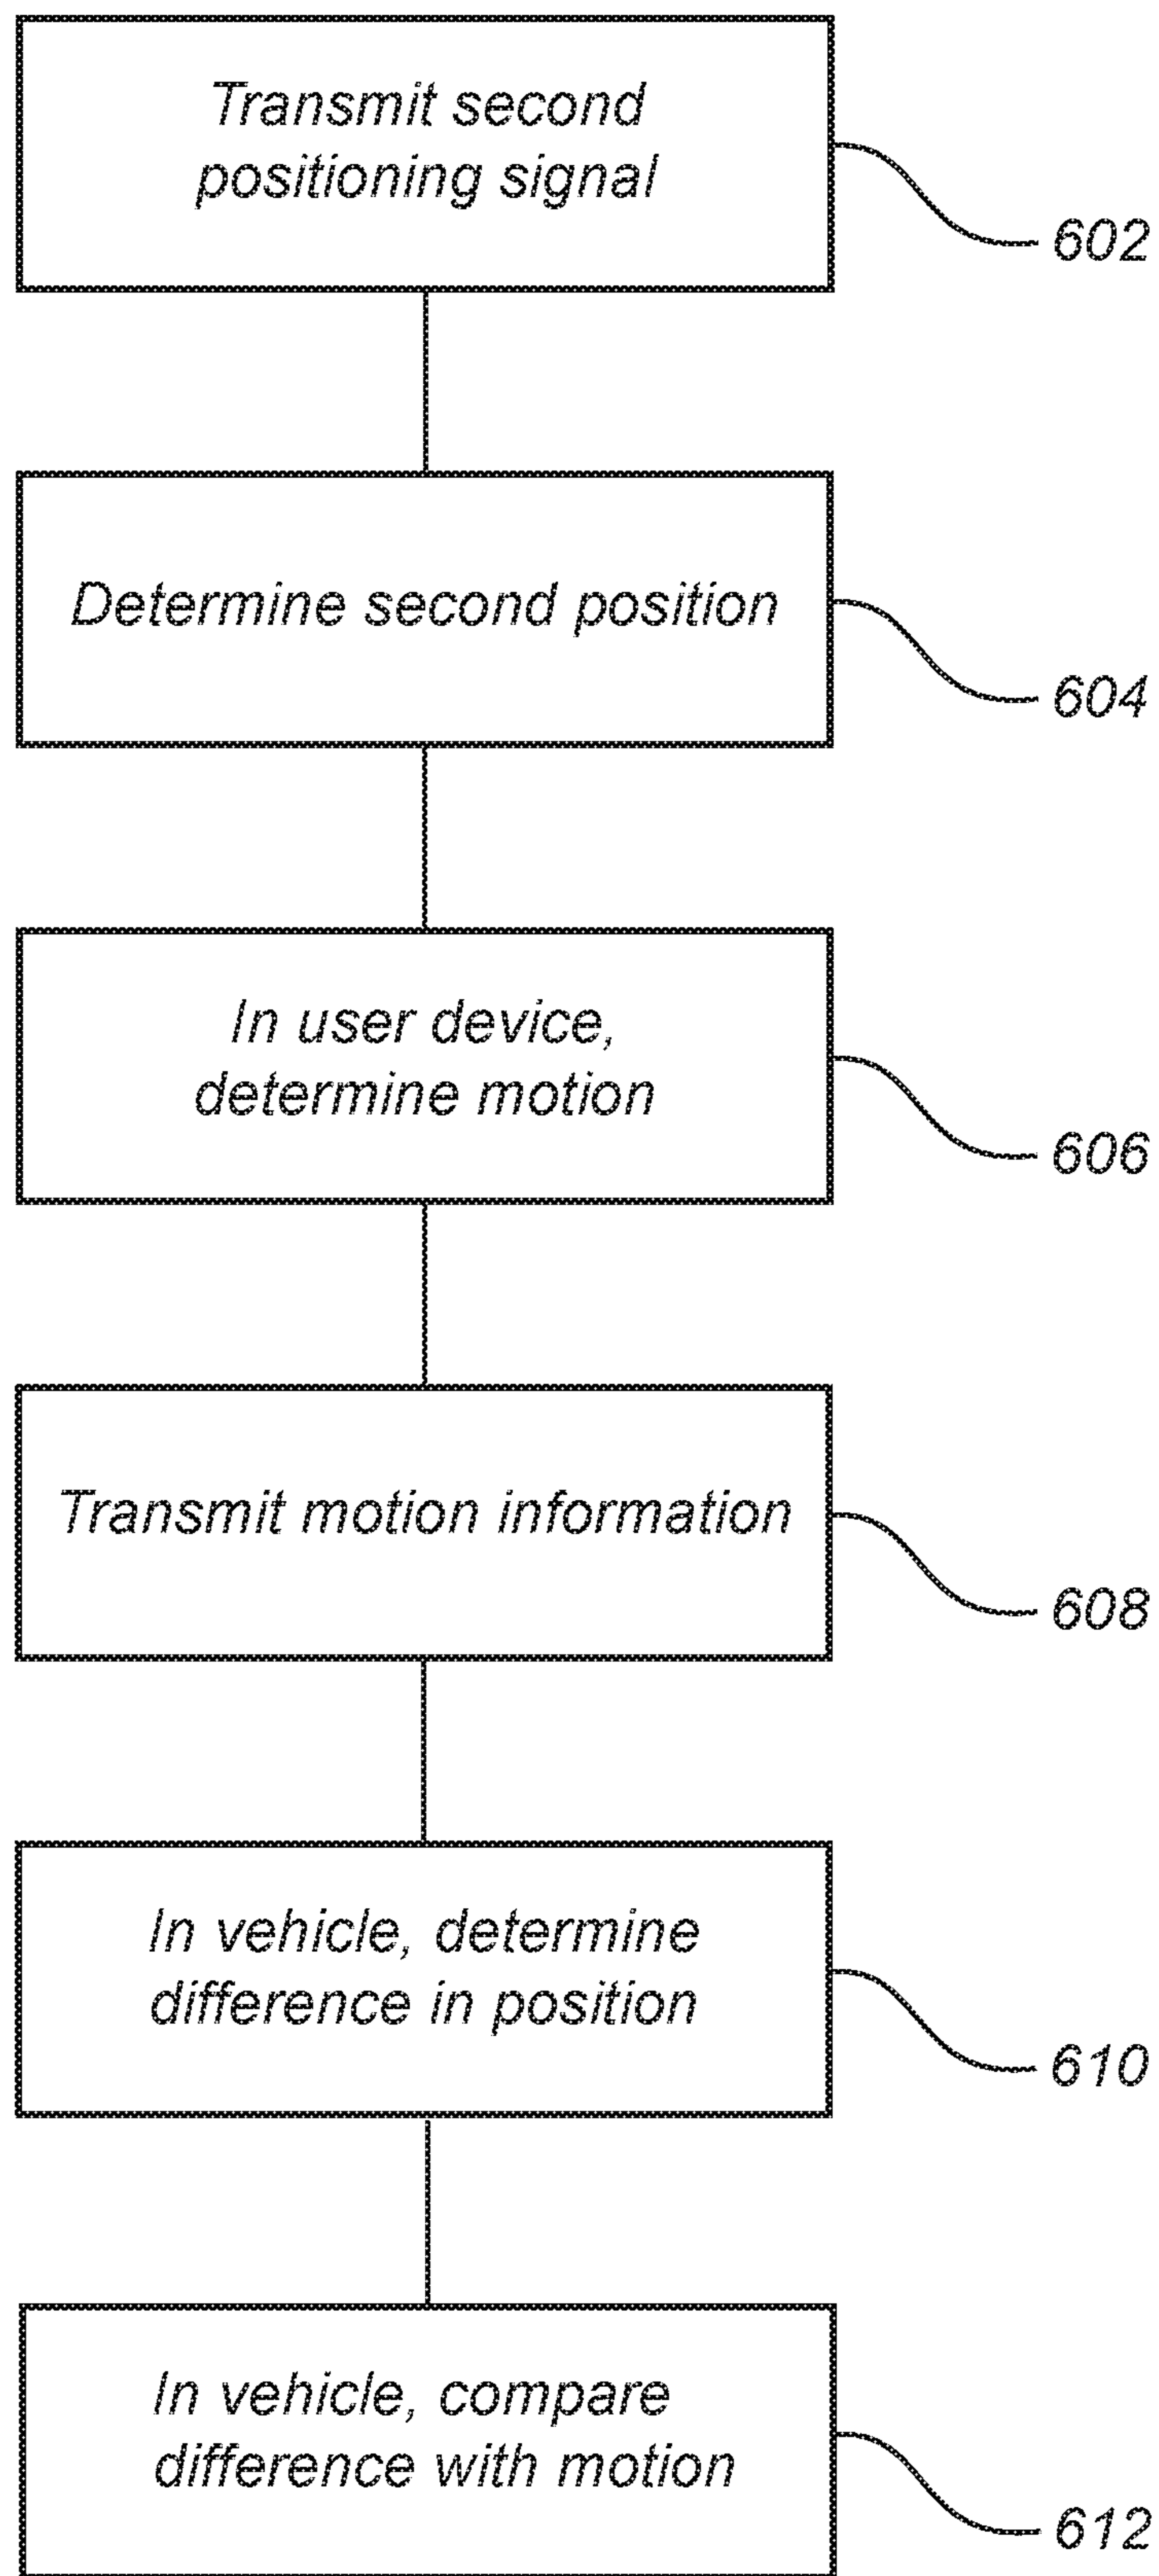 Transmit second
positioning signal
602
Determine second position
604
In user device,
determine motion
606
Transmit motion information
608
In vehicle, determine
difference in position
610
In vehicle, compare
difference with motion
612